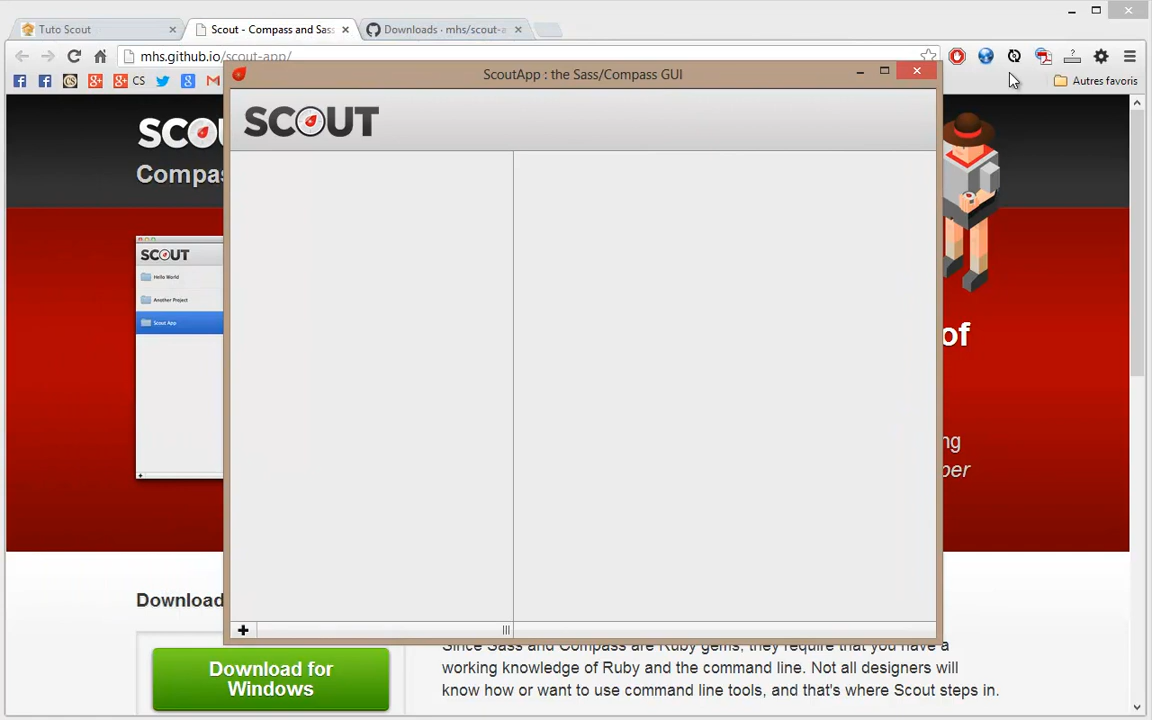 Tuto Scout
Scout - Compass and Sas
Downloads · mhs/scout-a
mhs.github.io/scout-app/
CS
Autres favoris
ScoutApp : the Sass/Compass GUI
SCOUT
SCOU
Compas
SCOUT
Hello World
Another Project
Scout App
of
ng
per
Download
Download for
Windows
Since Sass and Compass are Ruby gems, they require that you have a
working knowledge of Ruby and the command line. Not all designers
will know how or want to use command line tools, and that's where Scout steps in.